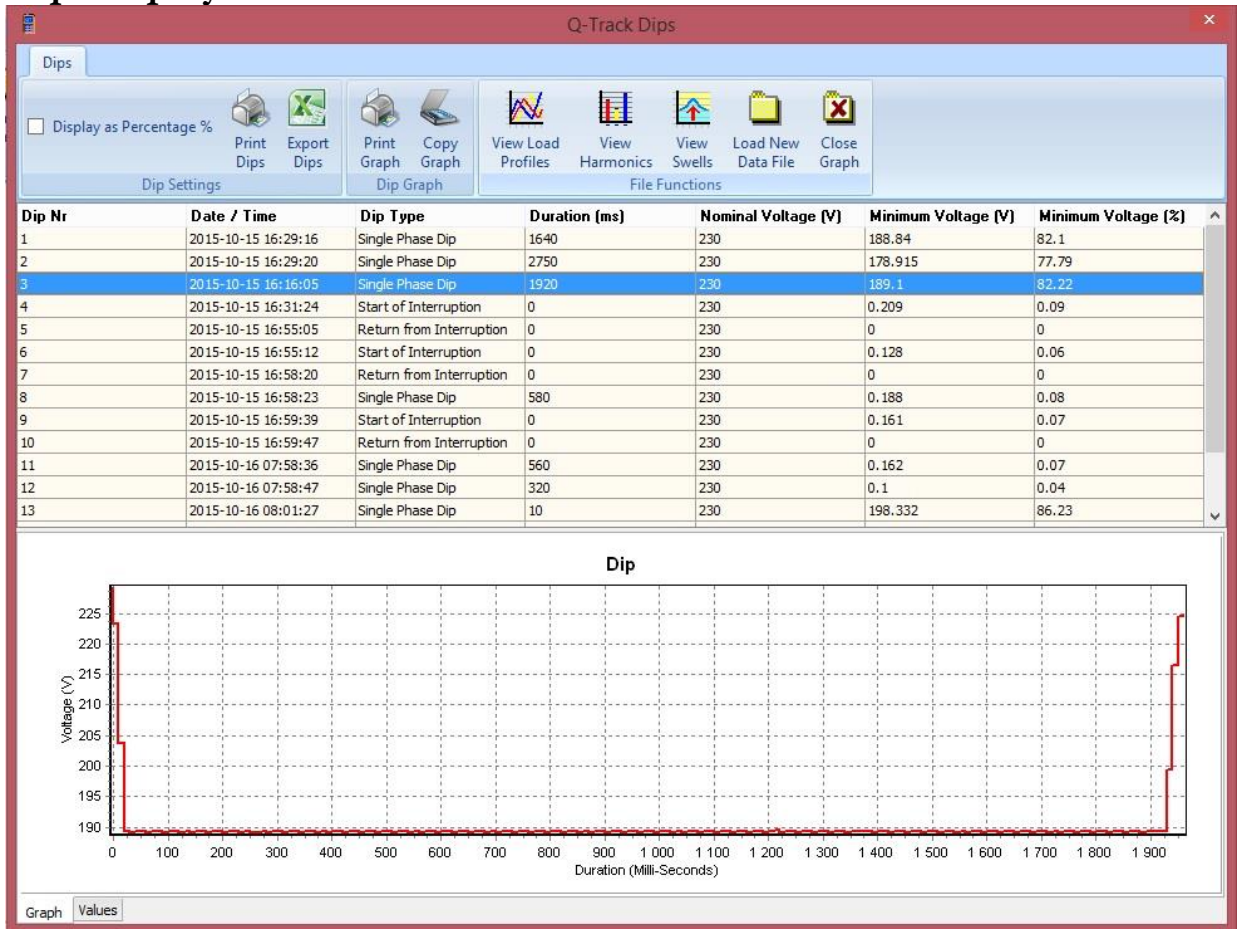 Q-Track Dips
Dips
Display as Percentage %
Print Dips
Export Dips
Print Graph
Copy Graph
View Load Profiles
View Harmonics
View Swells
Load New Data File
Close Graph
Dip Settings
Dip Graph
File Functions
Dip Nr Date / Time Dip Type Duration (ms) Nominal Voltage (V) Minimum Voltage (V) Minimum Voltage (%)
1 2015-10-15 16:29:16 Single Phase Dip 1640 230 188.84 82.1
2 2015-10-15 16:29:20 Single Phase Dip 2750 230 178.915 77.79
3 2015-10-15 16:16:05 Single Phase Dip 1920 230 189.1 82.22
4 2015-10-15 16:31:24 Start of Interruption 0 230 0.209 0.09
5 2015-10-15 16:55:05 Return from Interruption 0 230 0 0
6 2015-10-15 16:55:12 Start of Interruption 0 230 0.128 0.06
7 2015-10-15 16:58:20 Return from Interruption 0 230 0 0
8 2015-10-15 16:58:23 Single Phase Dip 580 230 0.188 0.08
9 2015-10-15 16:59:39 Start of Interruption 0 230 0.161 0.07
10 2015-10-15 16:59:47 Return from Interruption 0 230 0 0
11 2015-10-16 07:58:36 Single Phase Dip 560 230 0.162 0.07
12 2015-10-16 07:58:47 Single Phase Dip 320 230 0.1 0.04
13 2015-10-16 08:01:27 Single Phase Dip 10 230 198.332 86.23
Dip
225
220
215
210
205
200
195
190
Voltage (V)
0 100 200 300 400 500 600 700 800 900 1 000 1 100 1 200 1 300 1 400 1 500 1 600 1 700 1 800 1 900
Duration (Milli-Seconds)
Graph Values